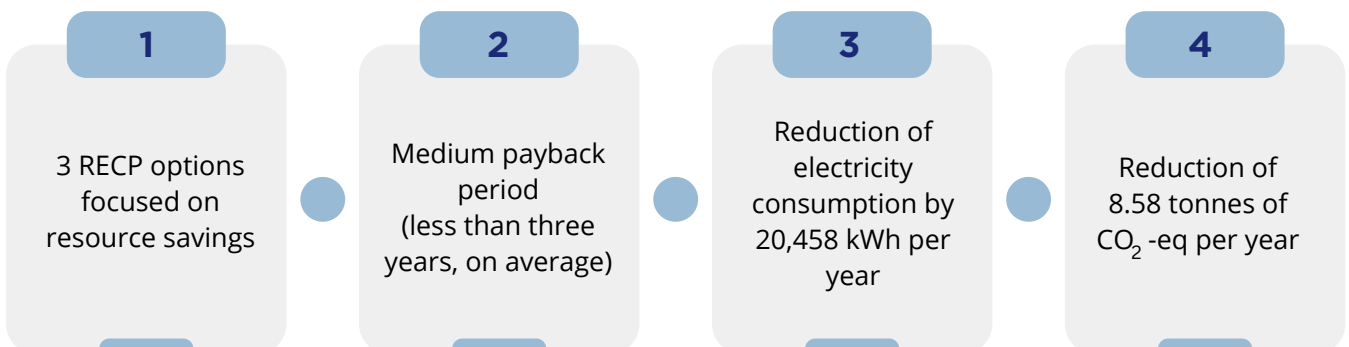 1
3 RECP options
focused on
resource savings
2
Medium payback
period
(less than three
years, on average)
3
Reduction of
electricity
consumption by
20,458 kWh per
year
4
Reduction of
8.58 tonnes of
CO₂ -eq per year